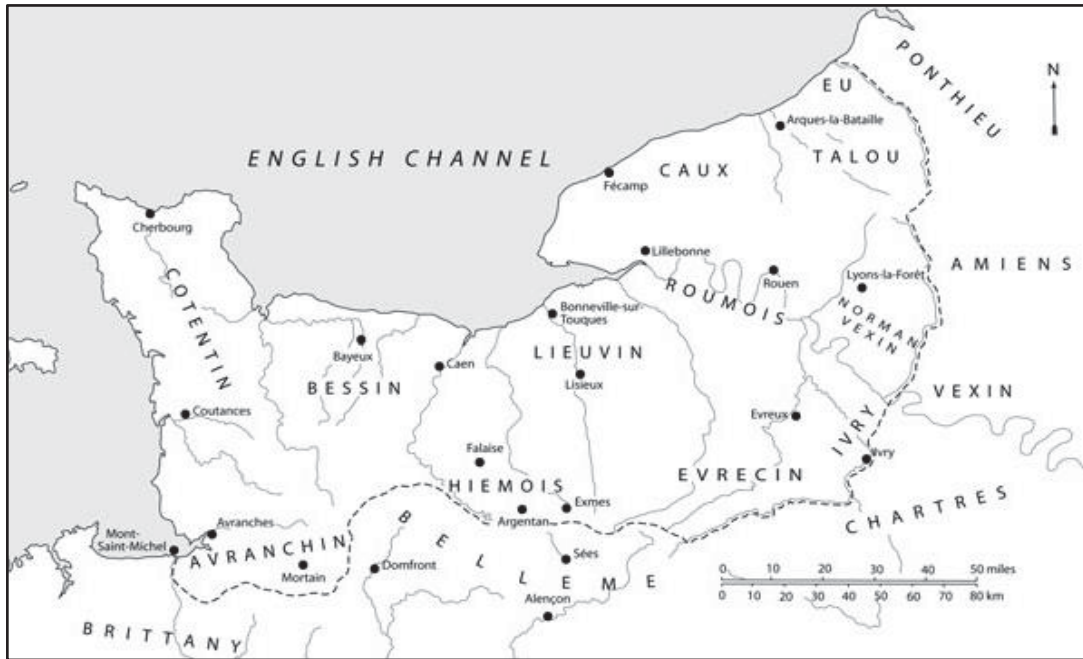 PONTHIEU
N
EU
Arques-la-Bataille
TALOU
ENGLISH CHANNEL
CAUX
Fécamp
Cherbourg
Lillebonne
AMIENS
COTENTIN
ROUMOIS
Rouen
Lyons-la-Forêt
NORMAN
VEXIN
Bonneville-sur-
Touques
Bayeux
LIEUVIN
Caen
BESSIN
Lisieux
VEXIN
Coutances
Evreux
IVRY
Ivry
Falaise
EVRECIN
HIEMOIS
Exmes
CHARTRES
Argentan
Avranches
Mont-
Saint-Michel
AVRANCHIN
BELLEME
Mortain
Domfront
Sées
Alençon
0 10 20 30 40 50 miles
0 10 20 30 40 50 60 70 80 km
BRITTANY